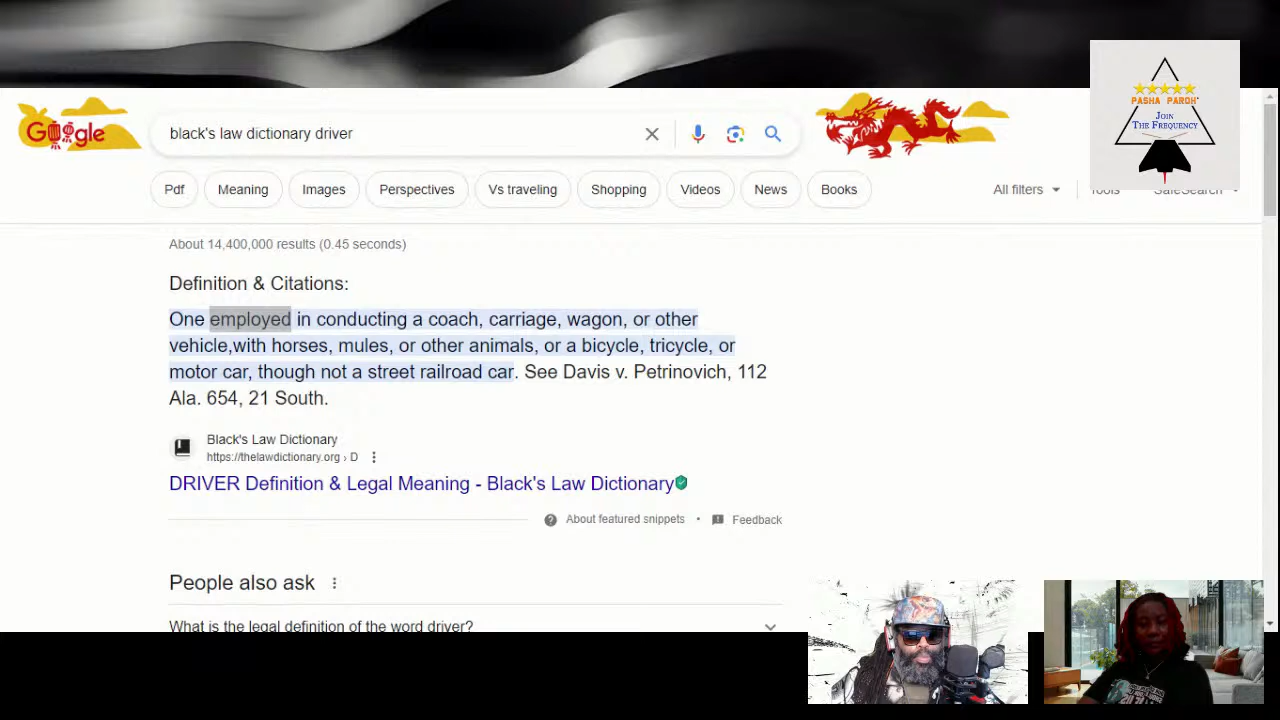 Google
black's law dictionary driver
PASHA PAROH'
JOIN
THE FREQUENCY
Pdf
Meaning
Images
Perspectives
Vs traveling
Shopping
Videos
News
Books
All filters
Tools
SafeSearch
About 14,400,000 results (0.45 seconds)
Definition & Citations:
One employed in conducting a coach, carriage, wagon, or other
vehicle,with horses, mules, or other animals, or a bicycle, tricycle, or
motor car, though not a street railroad car. See Davis v. Petrinovich, 112
Ala. 654, 21 South.
Black's Law Dictionary
https://thelawdictionary.org › D
DRIVER Definition & Legal Meaning - Black's Law Dictionary
About featured snippets • Feedback
People also ask
What is the legal definition of the word driver?